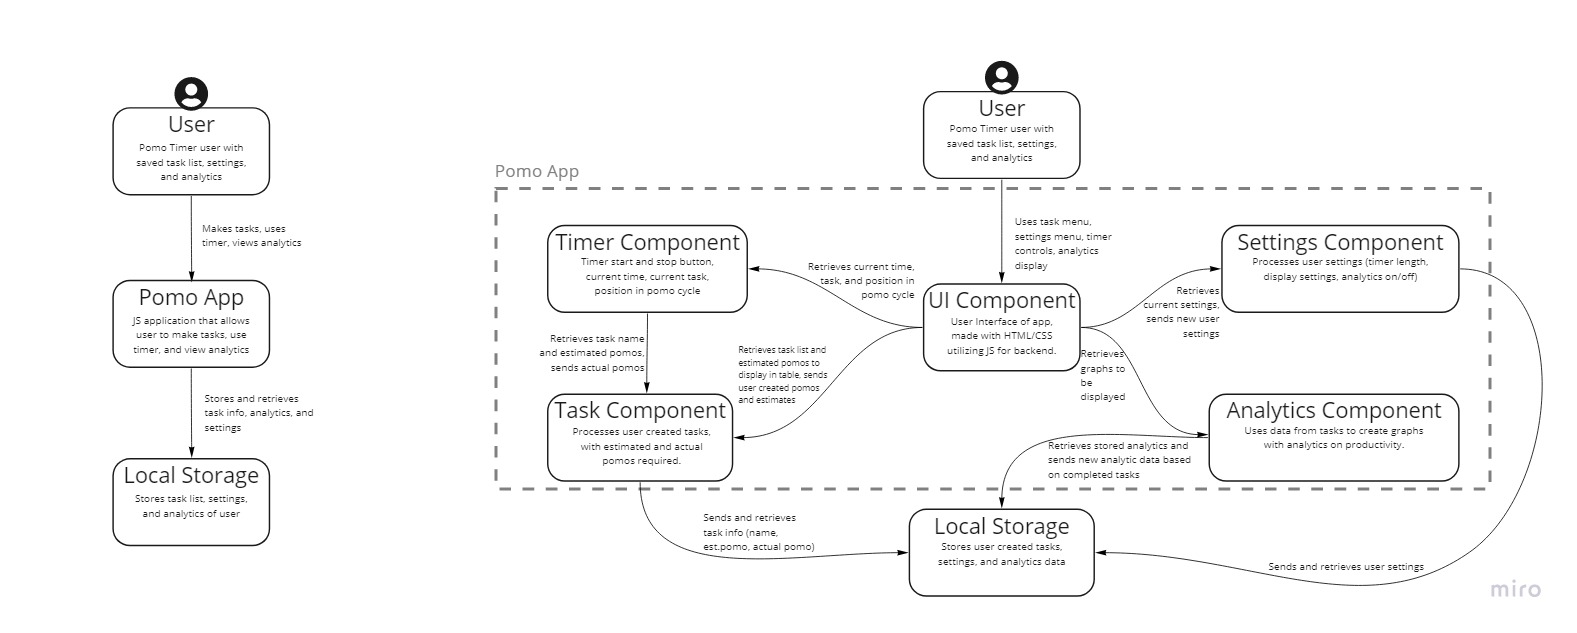 User
Pomo Timer user with
saved task list, settings,
and analytics
Makes tasks, uses
timer, views analytics
Pomo App
JS application that allows
user to make tasks, use
timer, and view analytics
Stores and retrieves
task info, analytics, and
settings
Local Storage
Stores task list, settings,
and analytics of user
User
Pomo Timer user with
saved task list, settings,
and analytics
Pomo App
Uses task menu,
settings menu, timer
controls, analytics
display
Timer Component
Timer start and stop button,
current time, current task,
position in pomo cycle
Retrieves current time,
task, and position in
pomo cycle
UI Component
User Interface of app,
made with HTML/CSS
utilizing JS for backend.
Settings Component
Processes user settings (timer length,
display settings, analytics on/off)
Retrieves
current settings,
sends new user
settings
Retrieves task name
and estimated pomos,
sends actual pomos
Retrieves task list and
estimated pomos to
display in table, sends
user created pomos
and estimates
Retrieves
graphs to
be
displayed
Task Component
Processes user created tasks,
with estimated and actual
pomos required.
Analytics Component
Uses data from tasks to create graphs
with analytics on productivity.
Retrieves stored analytics and
sends new analytic data based
on completed tasks
Sends and retrieves
task info (name,
est.pomo, actual pomo)
Local Storage
Stores user created tasks,
settings, and analytics data
Sends and retrieves user settings
miro